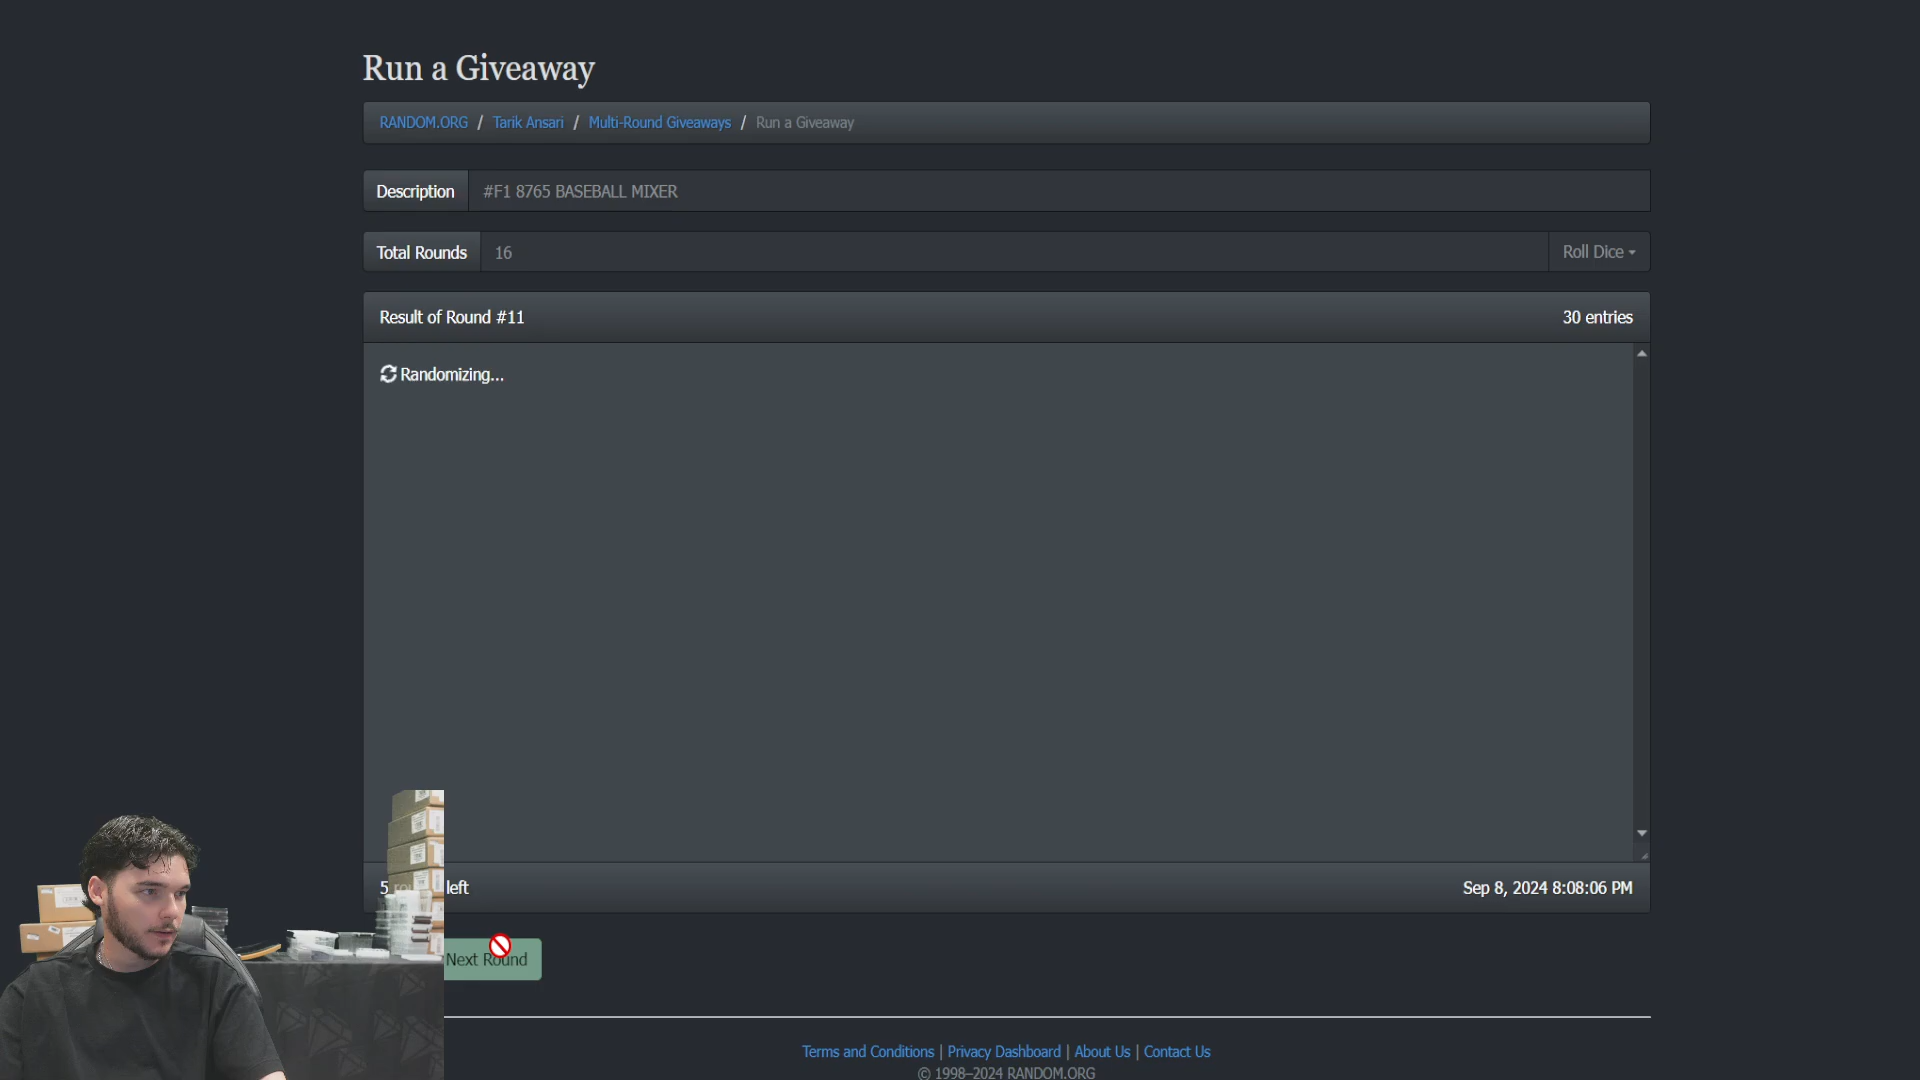 Run a Giveaway
RANDOM.ORG / Tarik Ansari / Multi-Round Giveaways / Run a Giveaway
Description #F1 8765 BASEBALL MIXER
Total Rounds 16 Roll Dice
Result of Round #11 30 entries
Randomizing...
5 left Sep 8, 2024 8:08:06 PM
Next Round
Terms and Conditions | Privacy Dashboard | About Us | Contact Us
© 1998–2024 RANDOM.ORG